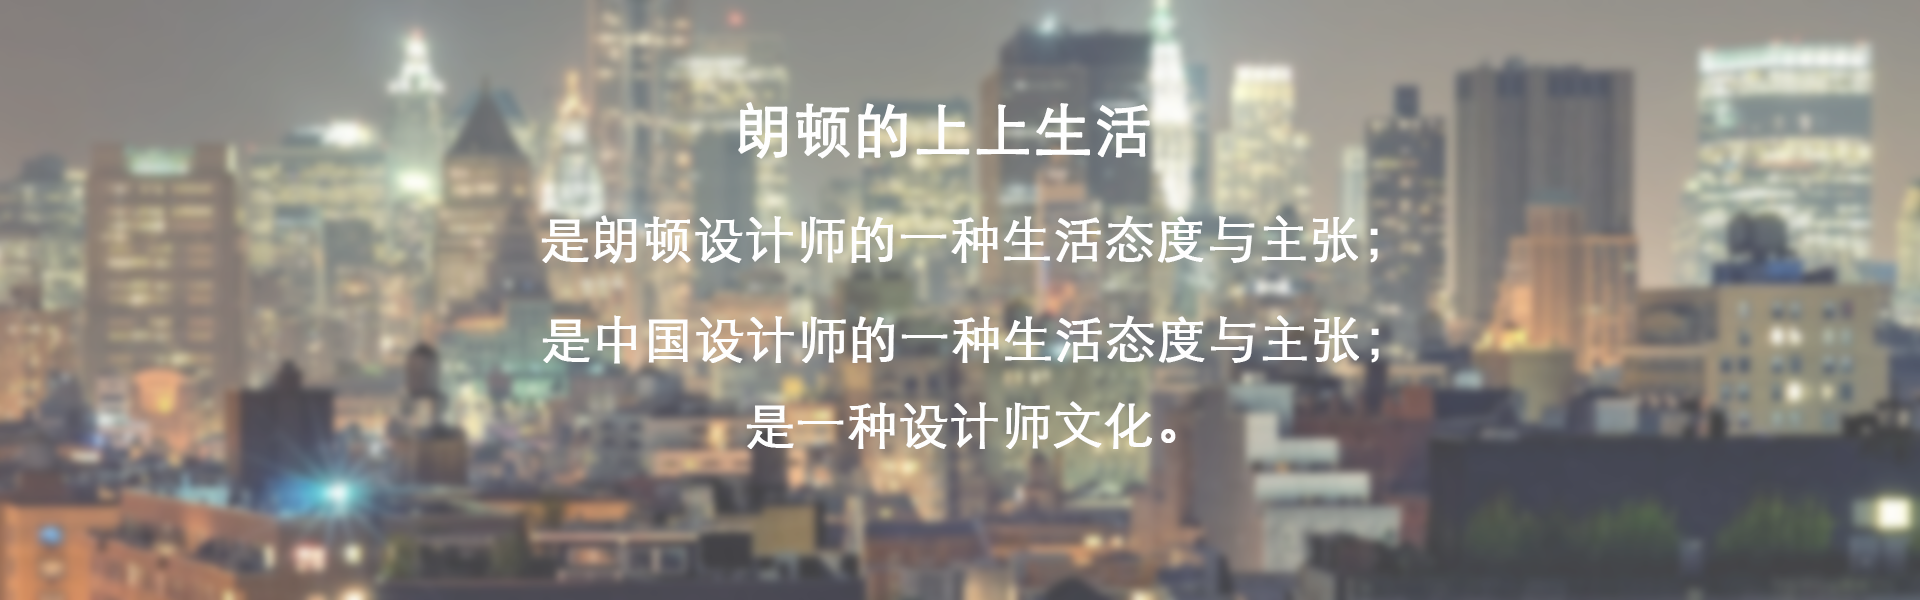 朗顿的上上生活
是朗顿设计师的一种生活态度与主张；
是中国设计师的一种生活态度与主张；
是一种设计师文化。